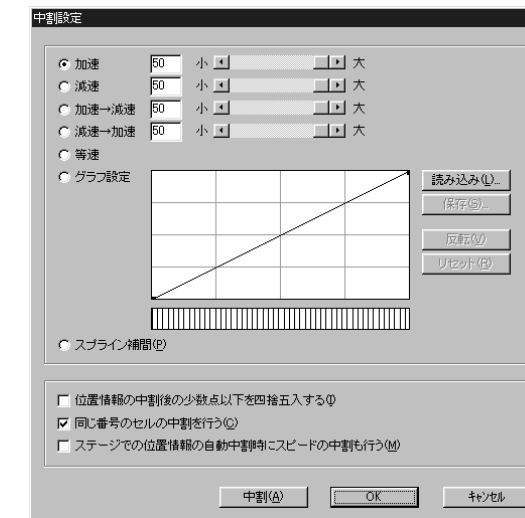 中割設定
加速 50 小 大
減速 50 小 大
加速→減速 50 小 大
減速→加速 50 小 大
等速
グラフ設定
読み込み(L)...
保存(S)...
反転(V)
リセット(R)
スプライン補間(P)
位置情報の中割後の少数点以下を四捨五入する(I)
同じ番号のセルの中割を行う(C)
ステージでの位置情報の自動中割時にスピードの中割も行う(M)
中割(A) OK キャンセル